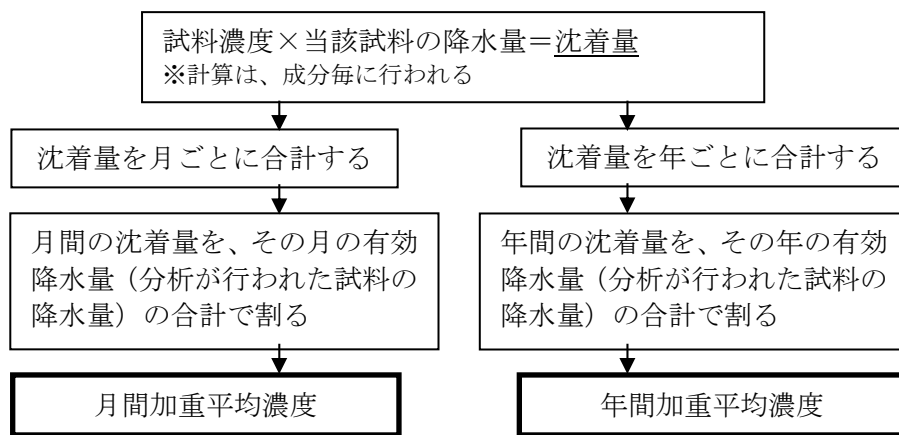 試料濃度×当該試料の降水量＝沈着量
※計算は、成分毎に行われる
沈着量を月ごとに合計する
沈着量を年ごとに合計する
月間の沈着量を、その月の有効
降水量（分析が行われた試料の
降水量）の合計で割る
年間の沈着量を、その年の有効
降水量（分析が行われた試料の
降水量）の合計で割る
月間加重平均濃度
年間加重平均濃度